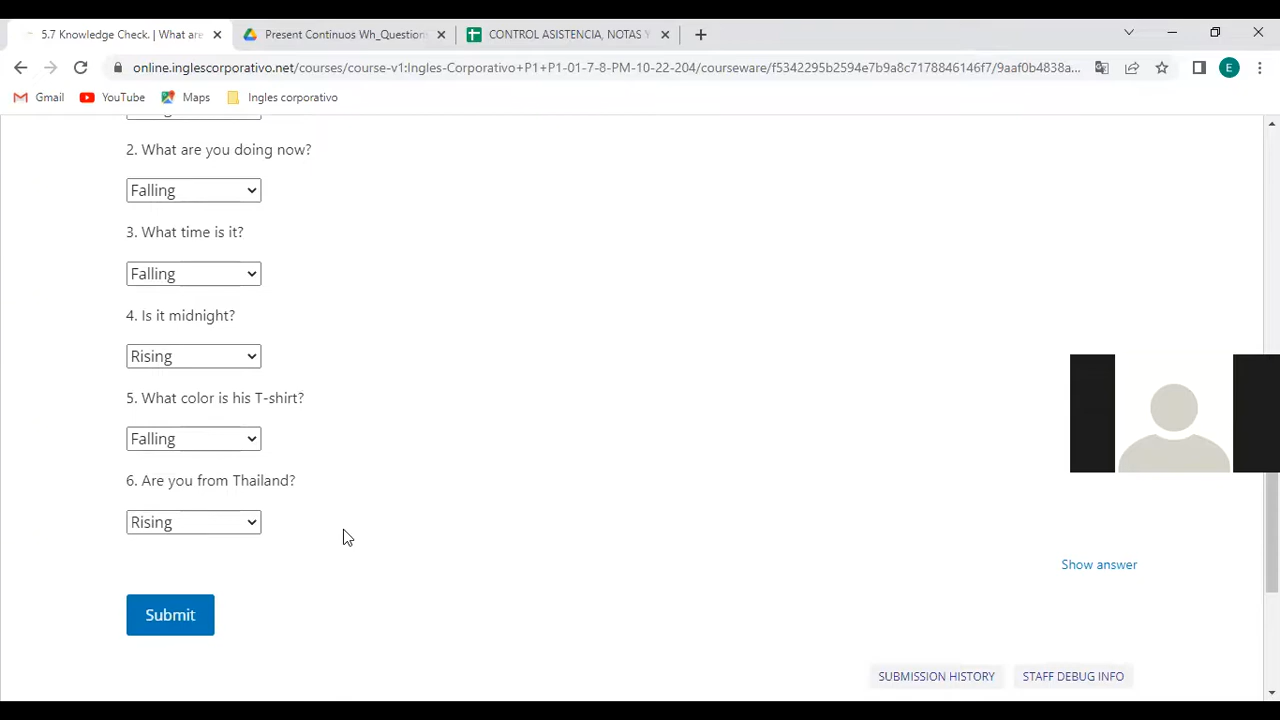 5.7 Knowledge Check. | What are
Present Continuos Wh_Question
CONTROL ASISTENCIA, NOTAS Y
online.inglescorporativo.net/courses/course-v1:Ingles-Corporativo+P1+P1-01-7-8-PM-10-22-204/courseware/f5342295b2594e7b9a8c7178846146f7/9aaf0b4838a...
E
Gmail
YouTube
Maps
Ingles corporativo
2. What are you doing now?
Falling
3. What time is it?
Falling
4. Is it midnight?
Rising
5. What color is his T-shirt?
Falling
6. Are you from Thailand?
Rising
Show answer
Submit
SUBMISSION HISTORY
STAFF DEBUG INFO